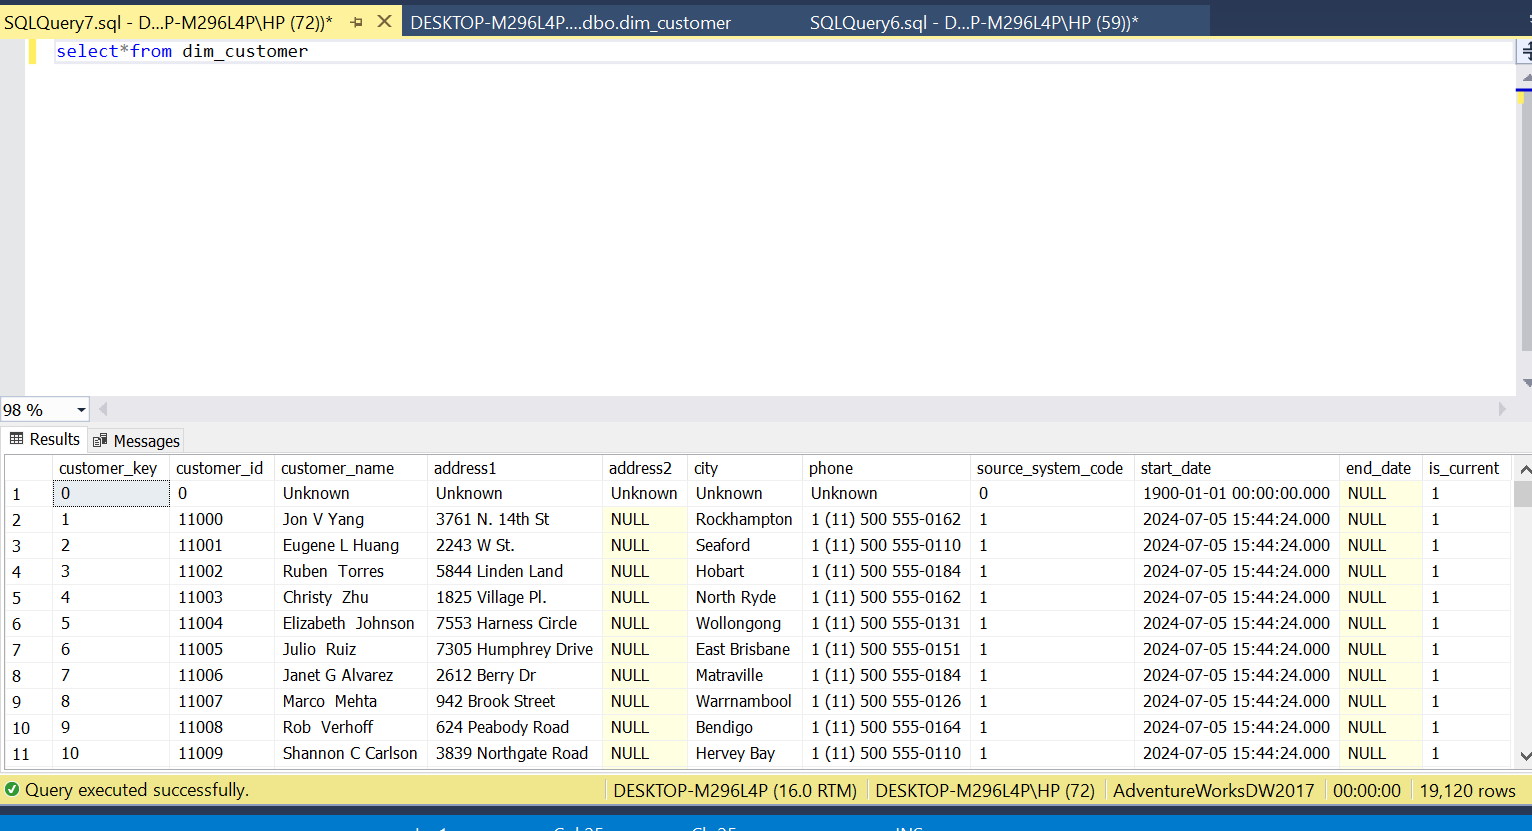 SQLQuery7.sql - D...P-M296L4P\HP (72))* DESKTOP-M296L4P....dbo.dim_customer SQLQuery6.sql - D...P-M296L4P\HP (59))*
select*from dim_customer
98 %
Results Messages
customer_key customer_id customer_name address1 address2 city phone source_system_code start_date end_date is_current
1 0 0 Unknown Unknown Unknown Unknown Unknown 0 1900-01-01 00:00:00.000 NULL 1
2 1 11000 Jon V Yang 3761 N. 14th St NULL Rockhampton 1 (11) 500 555-0162 1 2024-07-05 15:44:24.000 NULL 1
3 2 11001 Eugene L Huang 2243 W St. NULL Seaford 1 (11) 500 555-0110 1 2024-07-05 15:44:24.000 NULL 1
4 3 11002 Ruben  Torres 5844 Linden Land NULL Hobart 1 (11) 500 555-0184 1 2024-07-05 15:44:24.000 NULL 1
5 4 11003 Christy  Zhu 1825 Village Pl. NULL North Ryde 1 (11) 500 555-0162 1 2024-07-05 15:44:24.000 NULL 1
6 5 11004 Elizabeth  Johnson 7553 Harness Circle NULL Wollongong 1 (11) 500 555-0131 1 2024-07-05 15:44:24.000 NULL 1
7 6 11005 Julio  Ruiz 7305 Humphrey Drive NULL East Brisbane 1 (11) 500 555-0151 1 2024-07-05 15:44:24.000 NULL 1
8 7 11006 Janet G Alvarez 2612 Berry Dr NULL Matraville 1 (11) 500 555-0184 1 2024-07-05 15:44:24.000 NULL 1
9 8 11007 Marco  Mehta 942 Brook Street NULL Warrnambool 1 (11) 500 555-0126 1 2024-07-05 15:44:24.000 NULL 1
10 9 11008 Rob  Verhoff 624 Peabody Road NULL Bendigo 1 (11) 500 555-0164 1 2024-07-05 15:44:24.000 NULL 1
11 10 11009 Shannon C Carlson 3839 Northgate Road NULL Hervey Bay 1 (11) 500 555-0110 1 2024-07-05 15:44:24.000 NULL 1
Query executed successfully. DESKTOP-M296L4P (16.0 RTM) DESKTOP-M296L4P\HP (72) AdventureWorksDW2017 00:00:00 19,120 rows